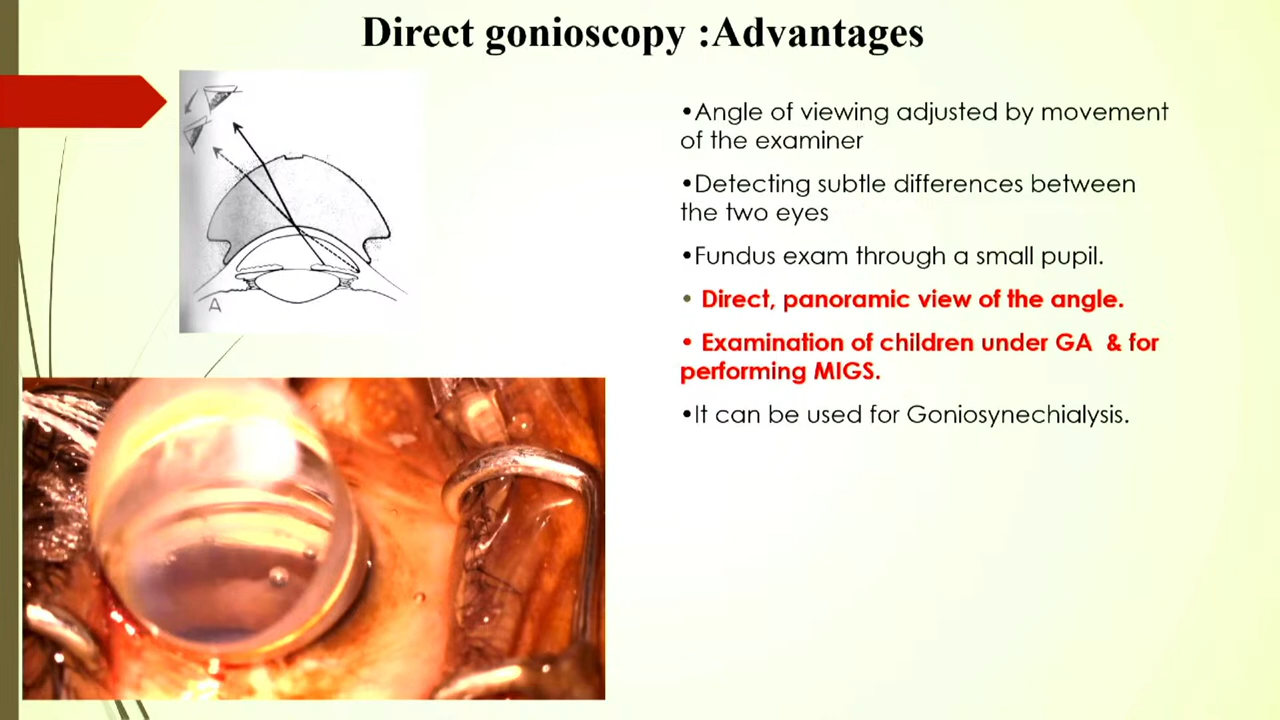 Direct gonioscopy :Advantages
•Angle of viewing adjusted by movement
of the examiner
•Detecting subtle differences between
the two eyes
•Fundus exam through a small pupil.
• Direct, panoramic view of the angle.
• Examination of children under GA & for
performing MIGS.
•It can be used for Goniosynechialysis.
A